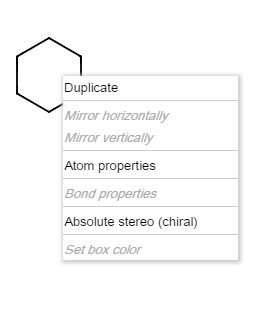 Duplicate
Mirror horizontally
Mirror vertically
Atom properties
Bond properties
Absolute stereo (chiral)
Set box color